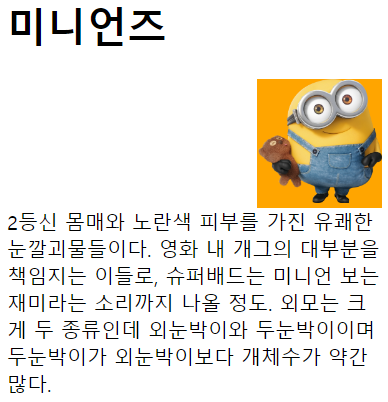 미니언즈
2등신 몸매와 노란색 피부를 가진 유쾌한
눈깔괴물들이다. 영화 내 개그의 대부분을
책임지는 이들로, 슈퍼배드는 미니언 보는
재미라는 소리까지 나올 정도. 외모는 크
게 두 종류인데 외눈박이와 두눈박이이며
두눈박이가 외눈박이보다 개체수가 약간
많다.